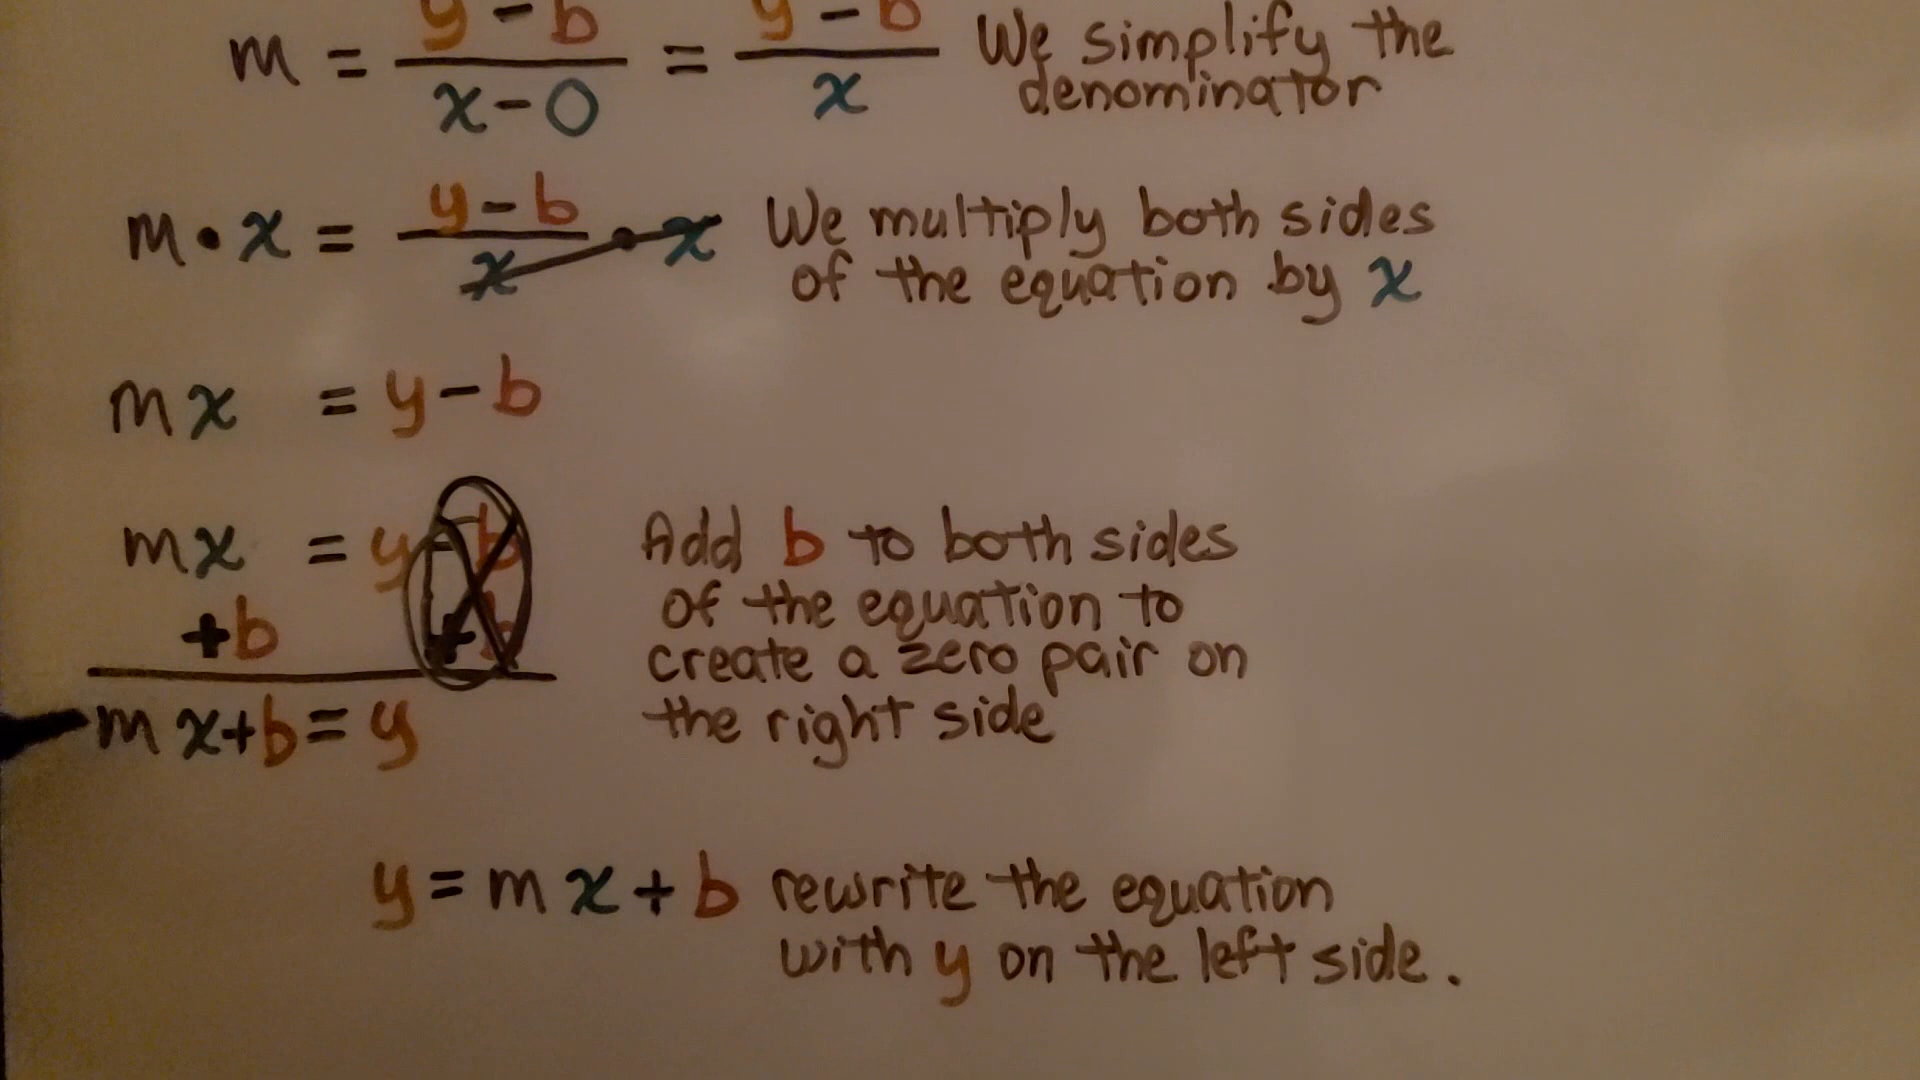 m = y - b / x - 0 = y - b / x We simplify the
denominator
m • x = y - b / x • x We multiply both sides
of the equation by x
mx = y - b
mx = y - b Add b to both sides
of the equation to
+b +b create a zero pair on
mx+b = y the right side
y = mx + b rewrite the equation
with y on the left side.